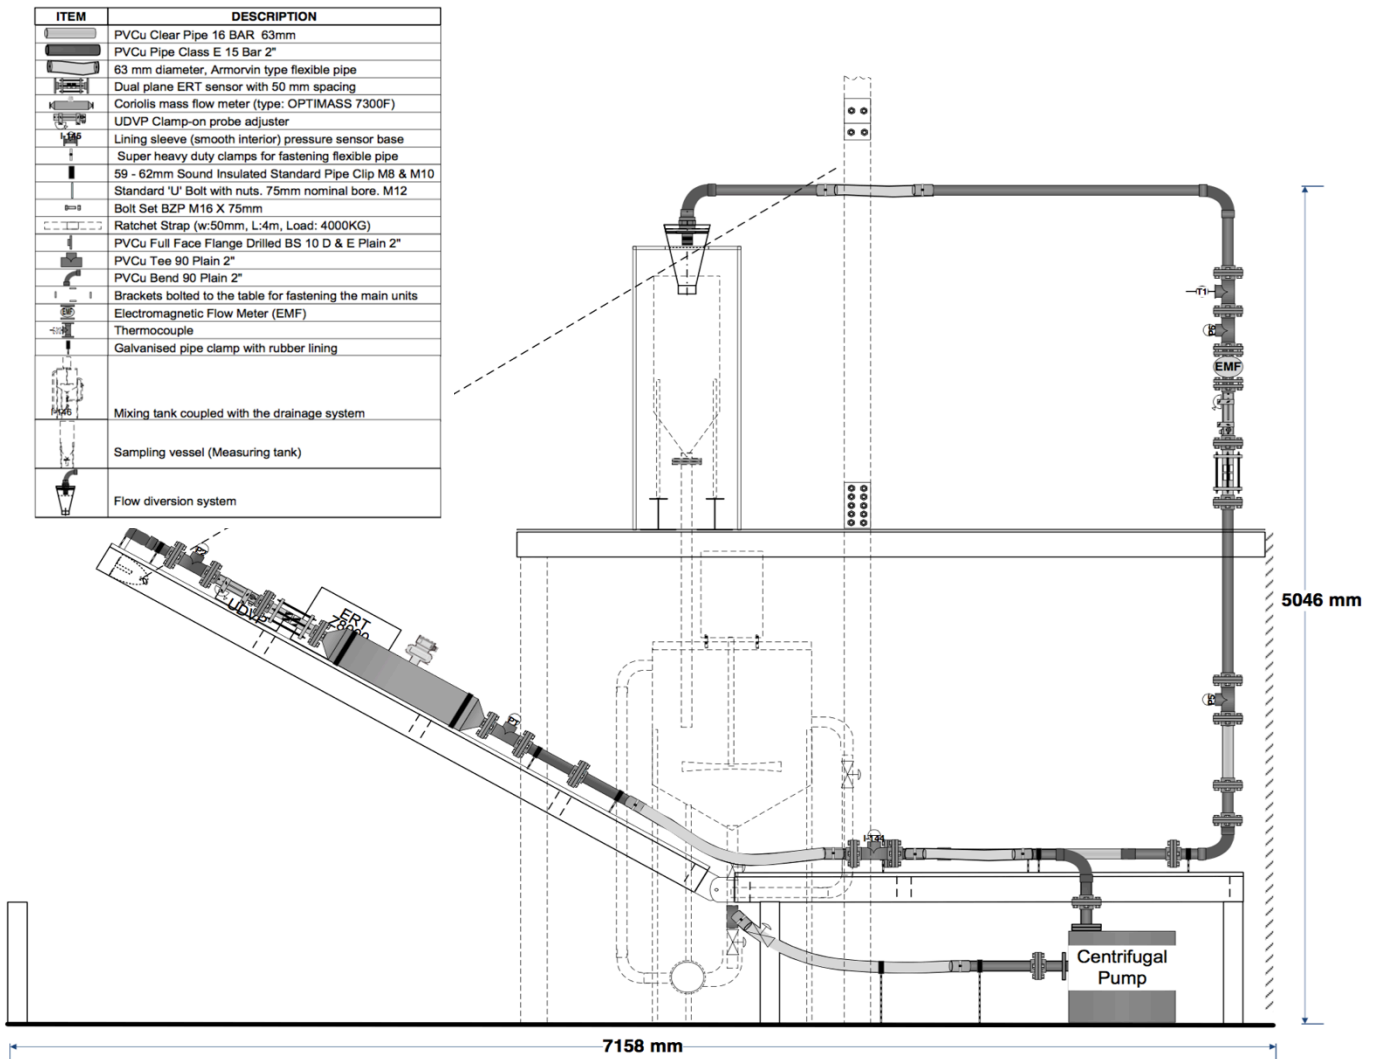 ITEM DESCRIPTION
PVCu Clear Pipe 16 BAR 63mm
PVCu Pipe Class E 15 Bar 2"
63 mm diameter, Armorvin type flexible pipe
Dual plane ERT sensor with 50 mm spacing
Coriolis mass flow meter (type: OPTIMASS 7300F)
UDVP Clamp-on probe adjuster
Lining sleeve (smooth interior) pressure sensor base
Super heavy duty clamps for fastening flexible pipe
59 - 62mm Sound Insulated Standard Pipe Clip M8 & M10
Standard 'U' Bolt with nuts. 75mm nominal bore. M12
Bolt Set BZP M16 X 75mm
Ratchet Strap (w:50mm, L:4m, Load: 4000KG)
PVCu Full Face Flange Drilled BS 10 D & E Plain 2"
PVCu Tee 90 Plain 2"
PVCu Bend 90 Plain 2"
Brackets bolted to the table for fastening the main units
Electromagnetic Flow Meter (EMF)
Thermocouple
Galvanised pipe clamp with rubber lining
Mixing tank coupled with the drainage system
Sampling vessel (Measuring tank)
Flow diversion system
T1
EMF
5046 mm
P2
UDVP
ERT
P1
Centrifugal
Pump
7158 mm